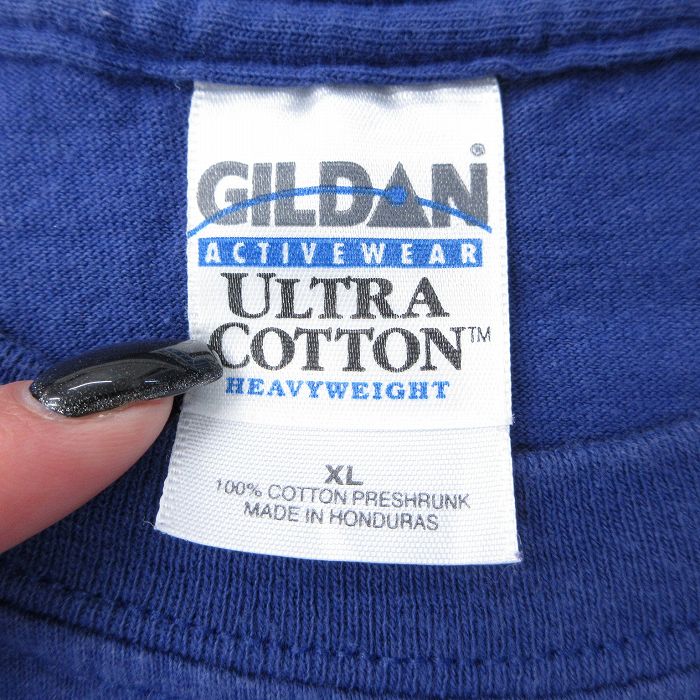 GILDAN®
ACTIVEWEAR
ULTRA
COTTON™
HEAVYWEIGHT
XL
100% COTTON PRESHRUNK
MADE IN HONDURAS